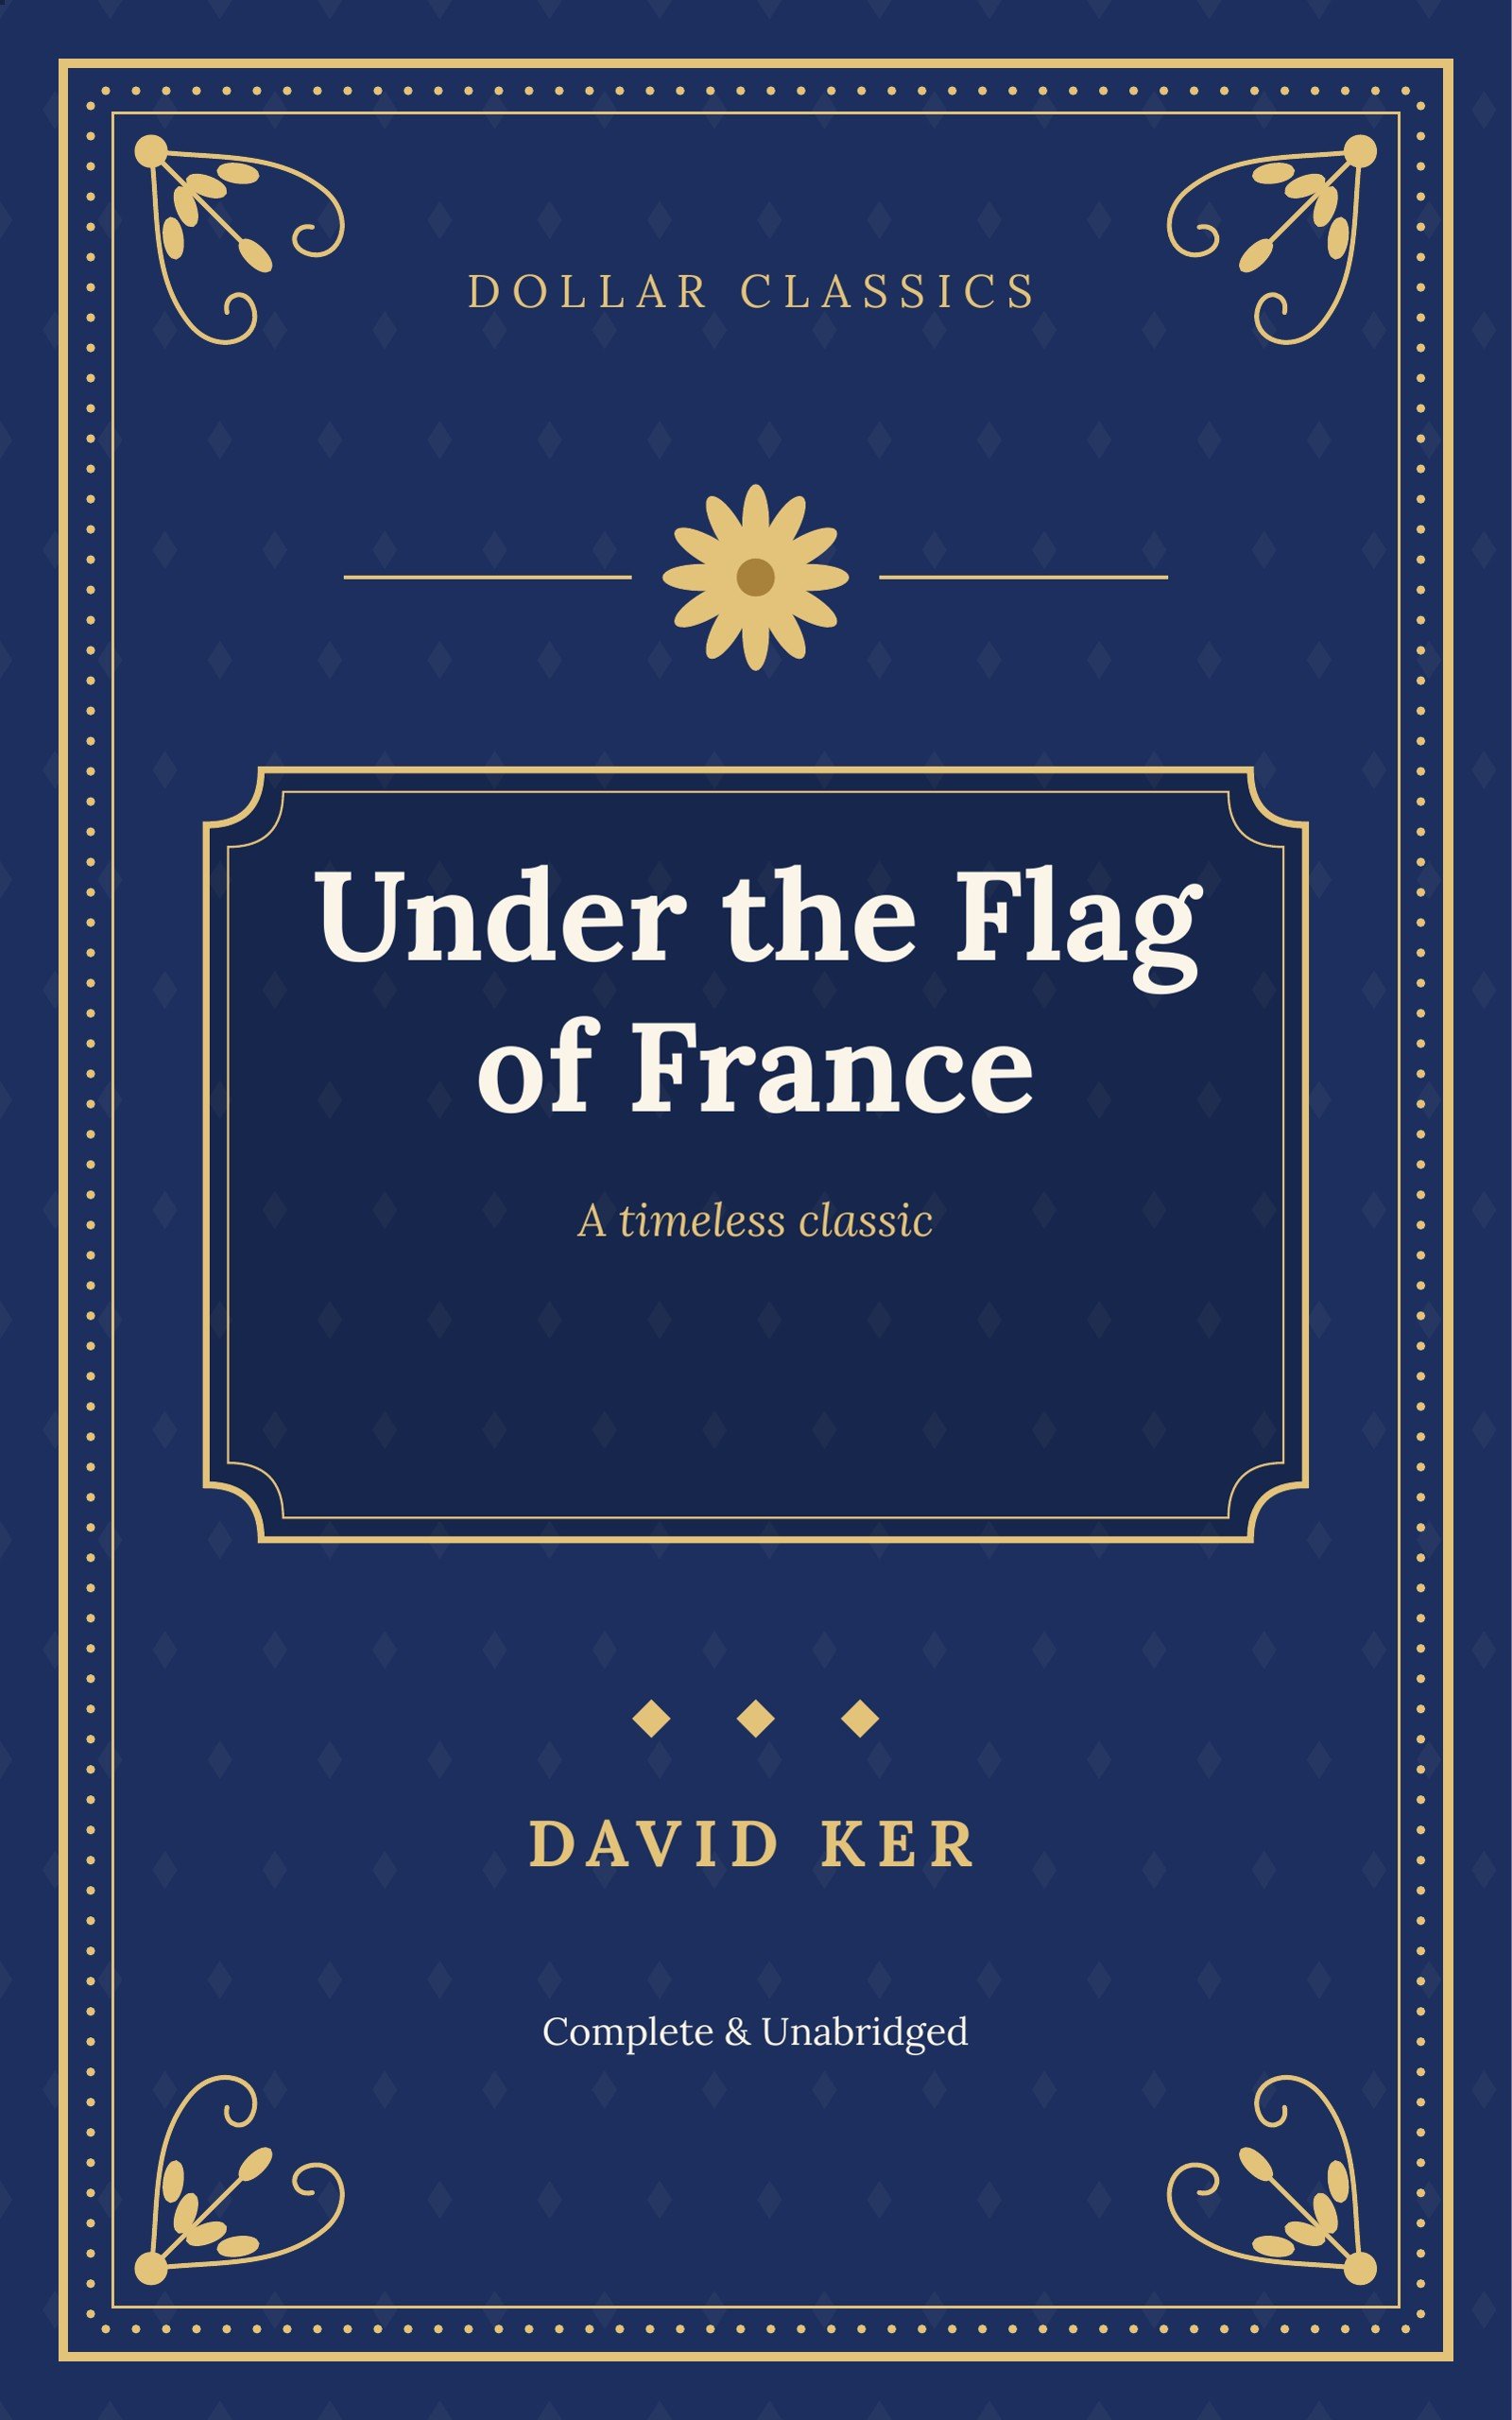 DOLLAR CLASSICS
Under the Flag
of France
A timeless classic
DAVID KER
Complete & Unabridged